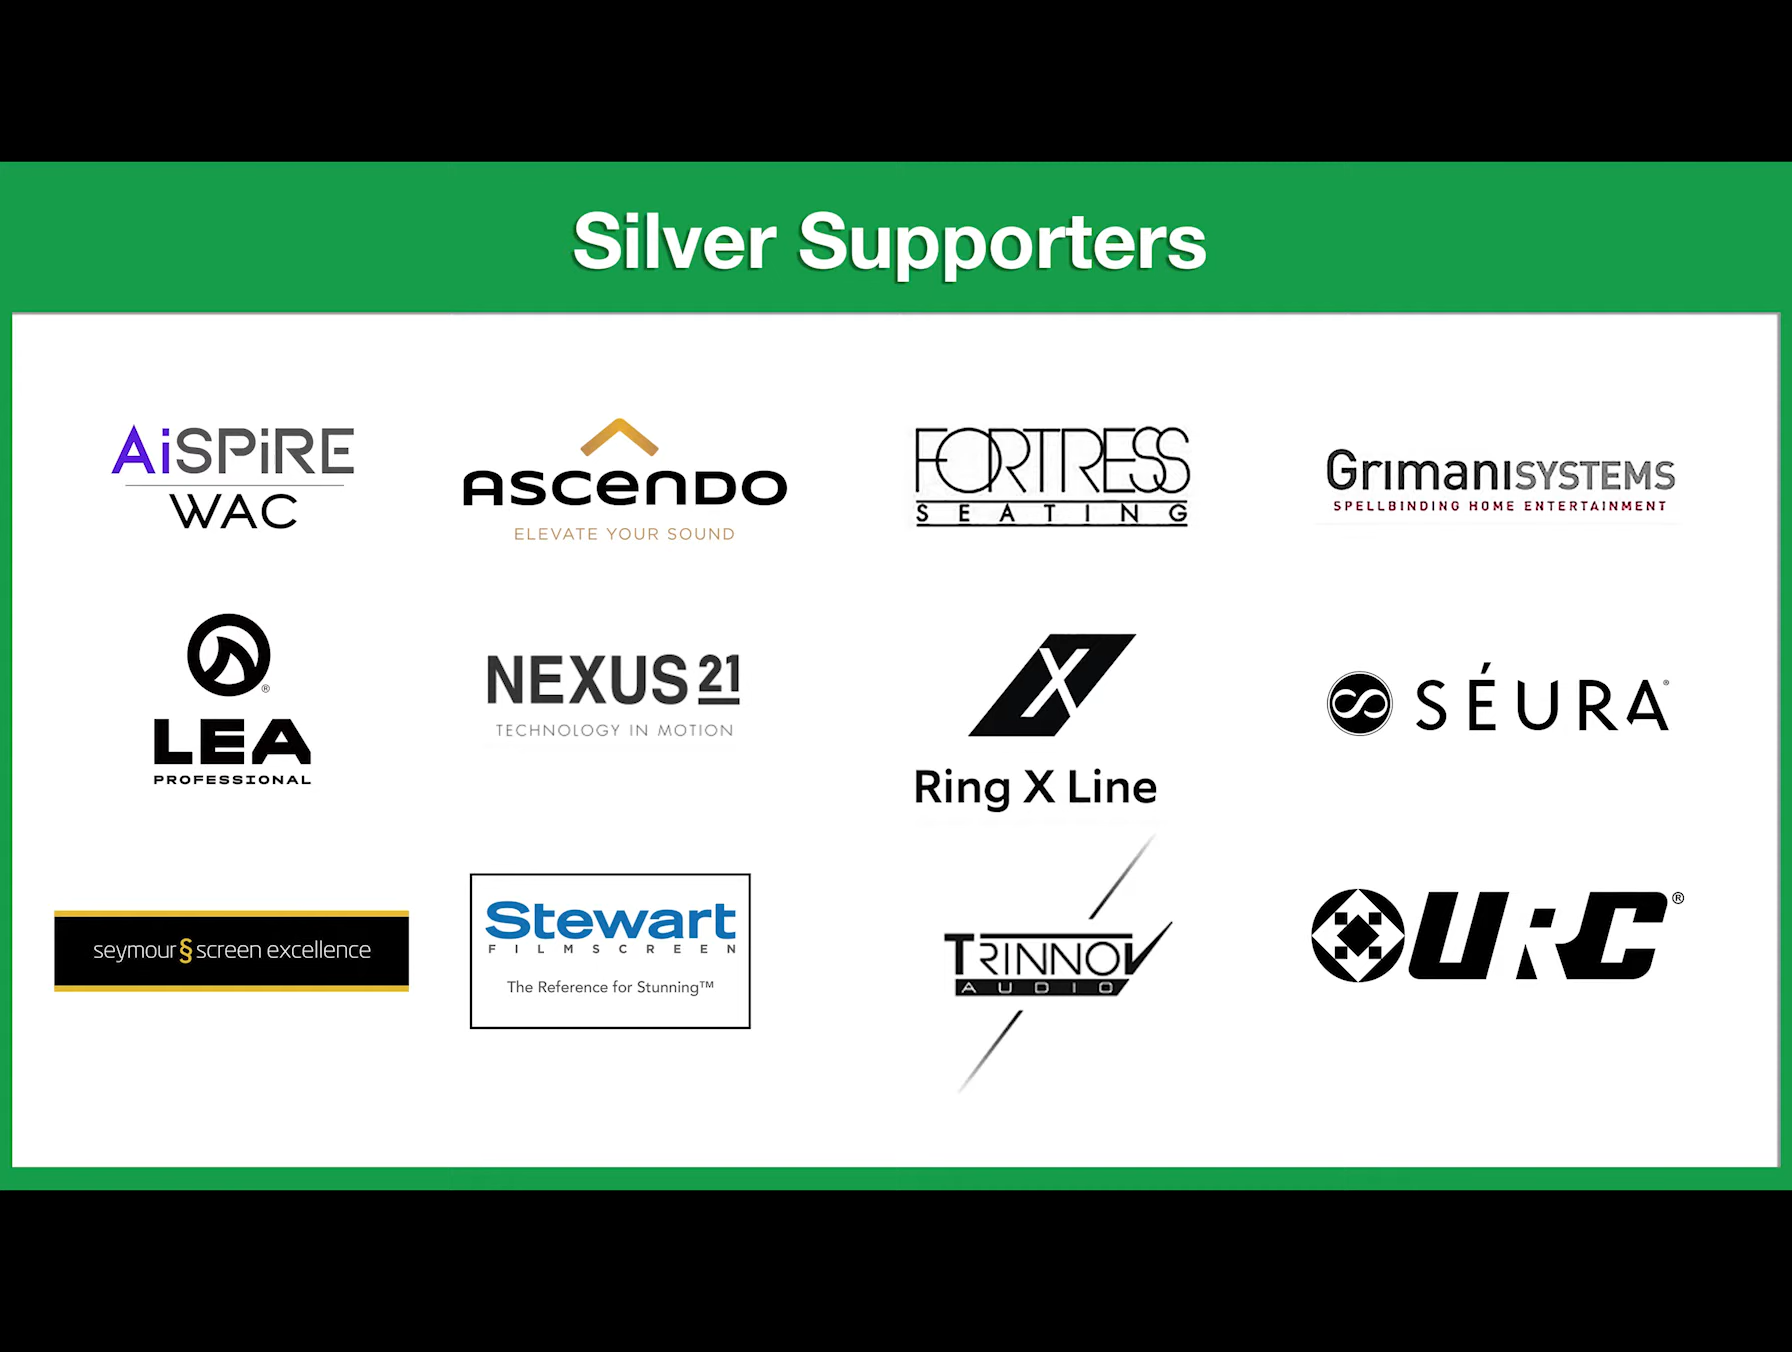 Silver Supporters
AiSPiRE
WAC
ASCENDO
ELEVATE YOUR SOUND
FORTRESS
SEATING
GrimaniSYSTEMS
SPELLBINDING HOME ENTERTAINMENT
®
LEA
PROFESSIONAL
NEXUS 21
TECHNOLOGY IN MOTION
X
Ring X Line
SÉURA®
seymour§screen excellence
Stewart
FILMSCREEN
The Reference for Stunning™
TRINNOV
AUDIO
URC®